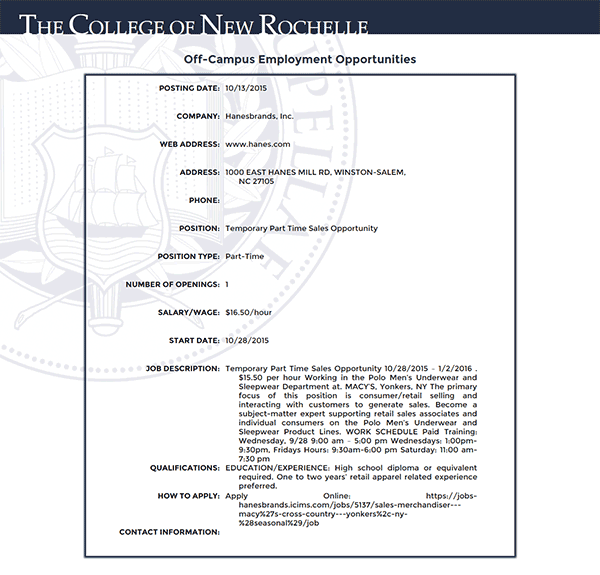 THE COLLEGE OF NEW ROCHELLE
Off-Campus Employment Opportunities
POSTING DATE: 10/13/2015
COMPANY: Hanesbrands, Inc.
WEB ADDRESS: www.hanes.com
ADDRESS: 1000 EAST HANES MILL RD, WINSTON-SALEM,
NC 27105
PHONE:
POSITION: Temporary Part Time Sales Opportunity
POSITION TYPE: Part-Time
NUMBER OF OPENINGS: 1
SALARY/WAGE: $16.50/hour
START DATE: 10/28/2015
JOB DESCRIPTION: Temporary Part Time Sales Opportunity 10/28/2015 - 1/2/2016 .
$15.50 per hour Working in the Polo Men's Underwear and
Sleepwear Department at. MACY'S, Yonkers, NY The primary
focus of this position is consumer/retail selling and
interacting with customers to generate sales. Become a
subject-matter expert supporting retail sales associates and
individual consumers on the Polo Men's Underwear and
Sleepwear Product Lines. WORK SCHEDULE Paid Training:
Wednesday, 9/28 9:00 am - 5:00 pm Wednesdays: 1:00pm-
9:30pm, Fridays Hours: 9:30am-6:00 pm Saturday: 11:00 am-
7:30 pm
QUALIFICATIONS: EDUCATION/EXPERIENCE: High school diploma or equivalent
required. One to two years' retail apparel related experience
preferred.
HOW TO APPLY: Apply Online: https://jobs-
hanesbrands.icims.com/jobs/5137/sales-merchandiser---
macy%27s-cross-country---yonkers%2c-ny-
%28seasonal%29/job
CONTACT INFORMATION: